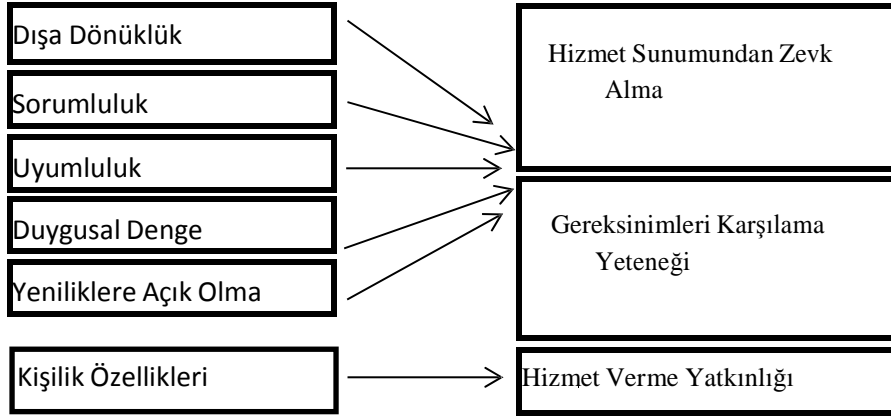 Dışa Dönüklük
Sorumluluk
Uyumluluk
Duygusal Denge
Yeniliklere Açık Olma
Kişilik Özellikleri
Hizmet Sunumundan Zevk
Alma
Gereksinimleri Karşılama
Yeteneği
Hizmet Verme Yatkınlığı